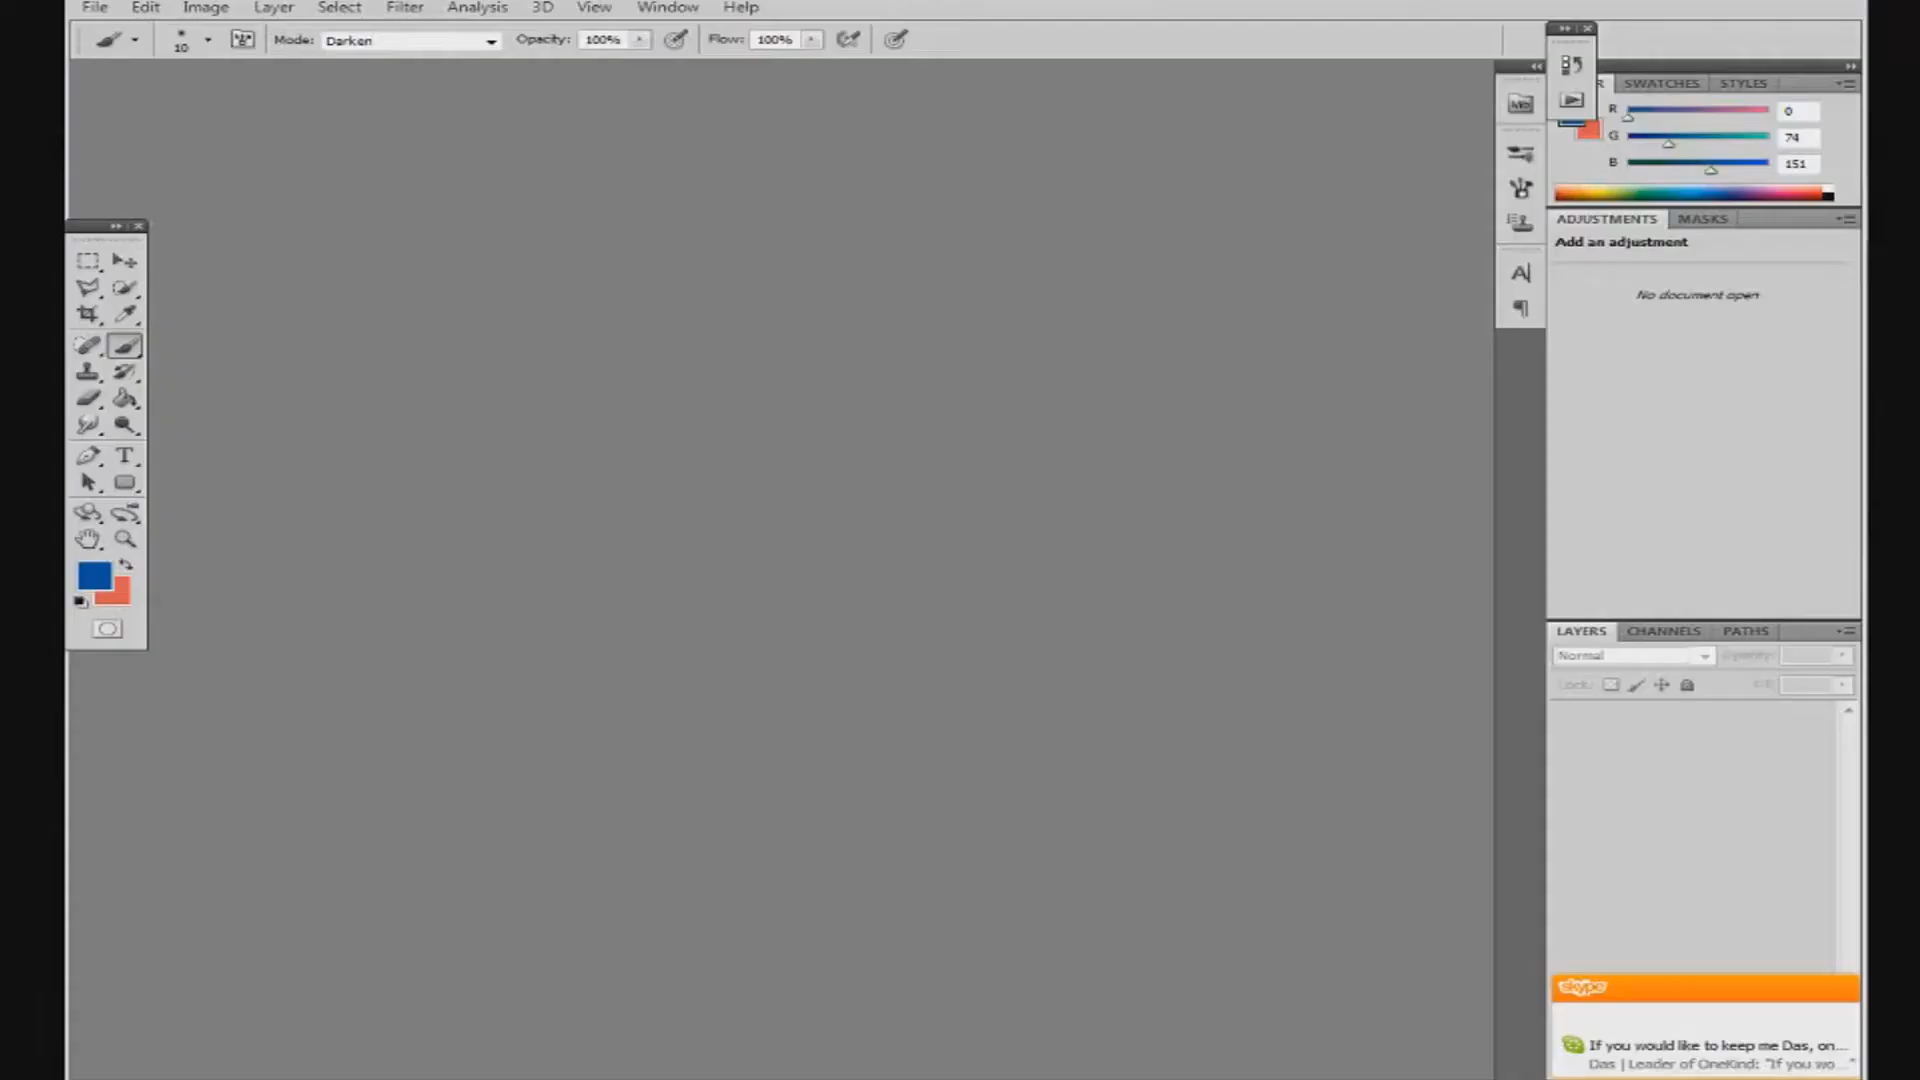 File Edit Image Layer Select Filter Analysis 3D View Window Help
10 Mode: Darken Opacity: 100% Flow: 100%
SWATCHES STYLES
R 0
G 74
B 151
ADJUSTMENTS MASKS
Add an adjustment
No document open
LAYERS CHANNELS PATHS
Normal Opacity:
Lock:
skype
If you would like to keep me Das, on...
Das | Leader of OneKind: "If you wo..."